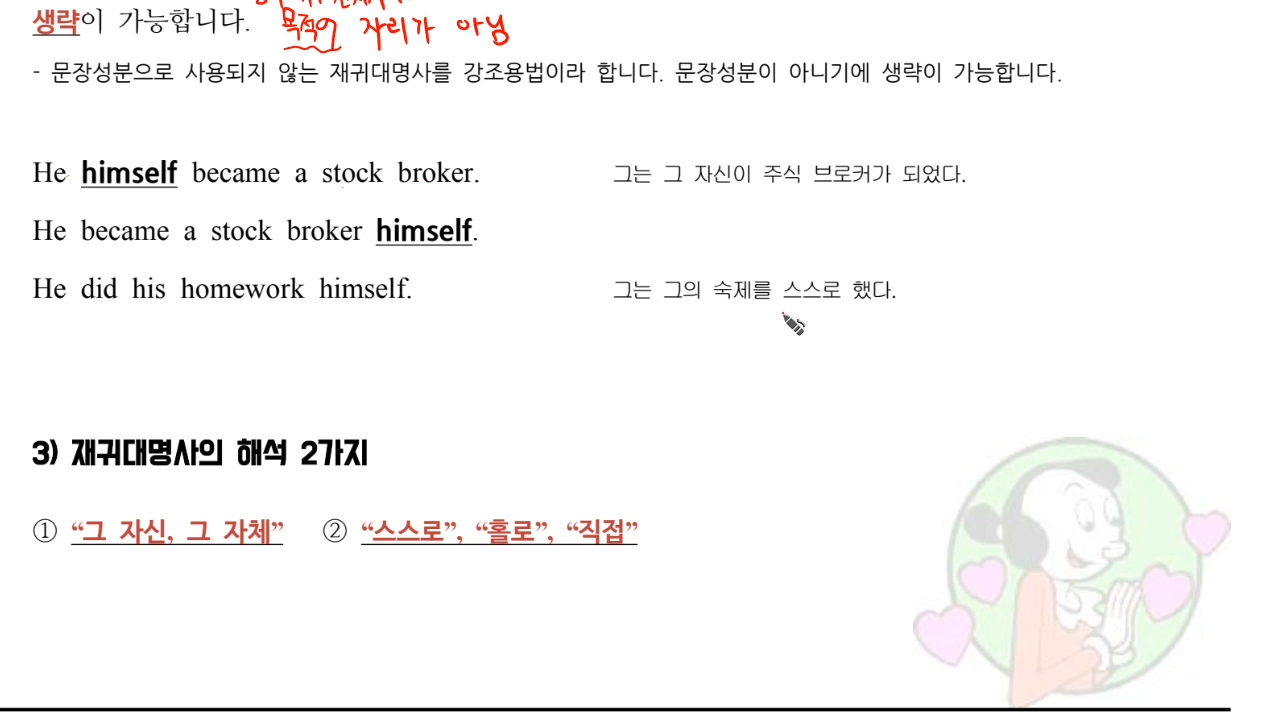 생략이 가능합니다. 목적어 자리가 아님
- 문장성분으로 사용되지 않는 재귀대명사를 강조용법이라 합니다. 문장성분이 아니기에 생략이 가능합니다.
He himself became a stock broker. 그는 그 자신이 주식 브로커가 되었다.
He became a stock broker himself.
He did his homework himself. 그는 그의 숙제를 스스로 했다.
3) 재귀대명사의 해석 2가지
① “그 자신, 그 자체” ② “스스로”, “홀로”, “직접”